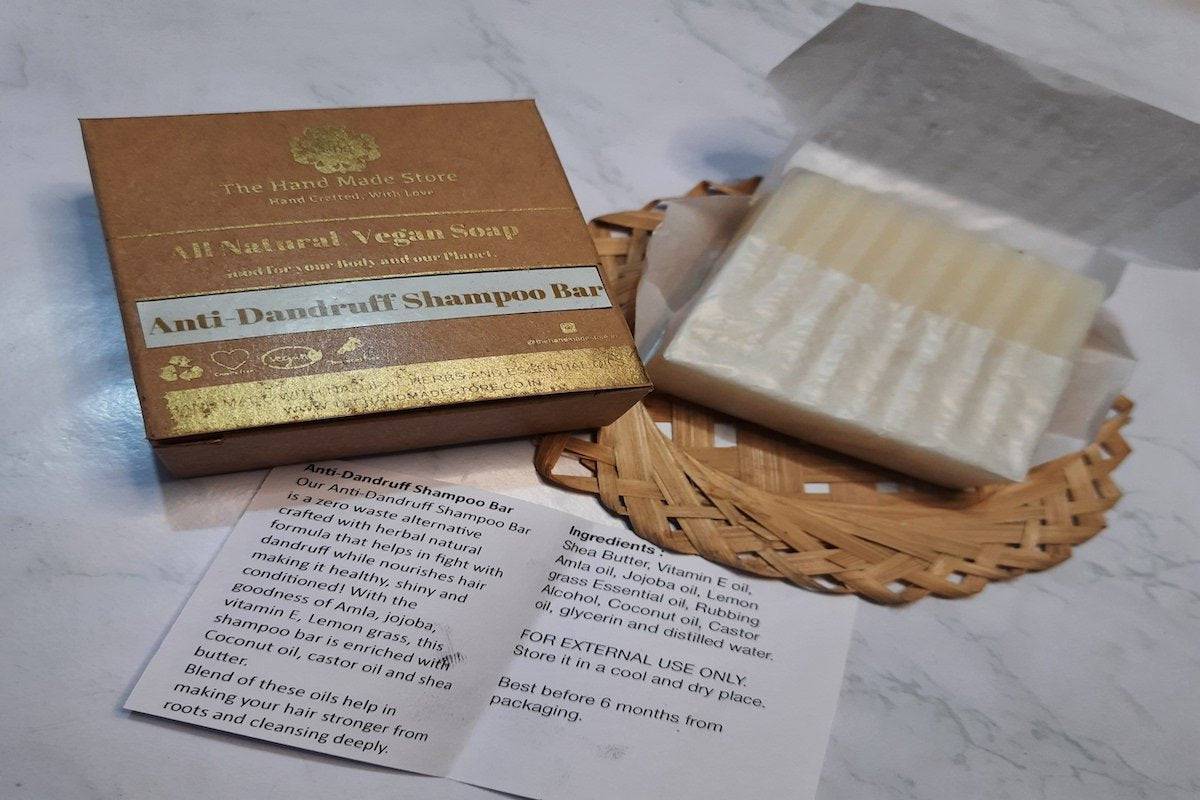 The Hand Made Store
Hand Crafted, With Love
All Natural Vegan Soap
Good for your Body and our Planet.
Anti-Dandruff Shampoo Bar
vegan
HERBS AND ESSENTIAL
Anti-Dandruff Shampoo Bar
Our Anti-Dandruff Shampoo Bar
is a zero waste alternative
crafted with herbal natural
formula that helps in fight with
dandruff while nourishes hair
making it healthy, shiny and
conditioned! With the
goodness of Amla, jojoba,
vitamin E, Lemon grass, this
shampoo bar is enriched with
Coconut oil, castor oil and shea
butter.
Blend of these oils help in
making your hair stronger from
roots and cleansing deeply.
Ingredients :
Shea Butter, Vitamin E oil,
Amla oil, Jojoba oil, Lemon
grass Essential oil, Rubbing
Alcohol, Coconut oil, Castor
oil, glycerin and distilled water.
FOR EXTERNAL USE ONLY.
Store it in a cool and dry place.
Best before 6 months from
packaging.